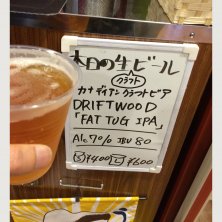 本日の生ビール
クラフト
カナディアンクラフトビア
DRIFTWOOD
「FAT TUG IPA」
Alc 7% IBU 80
Ⓢ¥400 Ⓛ¥600